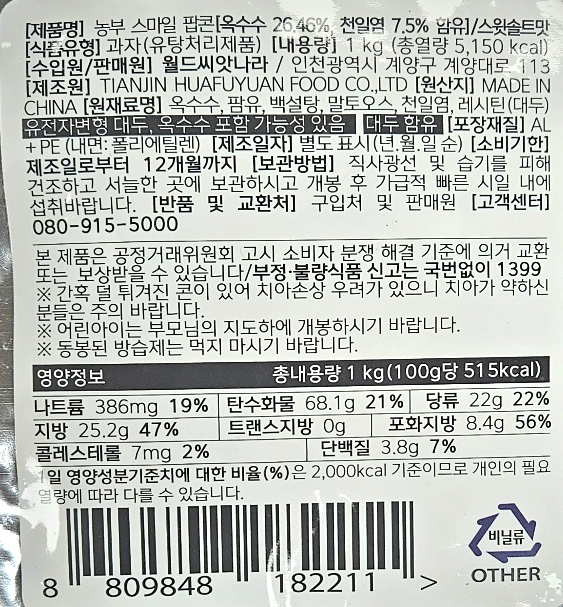 [제품명] 농부 스마일 팝콘[옥수수 26.46%, 천일염 7.5% 함유]/스윗솔트맛
[식품유형] 과자(유탕처리제품) [내용량] 1 kg (총열량 5,150 kcal)
[수입원/판매원] 월드씨앗나라 / 인천광역시 계양구 계양대로 113
[제조원] TIANJIN HUAFUYUAN FOOD CO.,LTD [원산지] MADE IN
CHINA [원재료명] 옥수수, 팜유, 백설탕, 말토오스, 천일염, 레시틴(대두)
유전자변형 대두, 옥수수 포함 가능성 있음 대두 함유 [포장재질] AL
+PE (내면: 폴리에틸렌) [제조일자] 별도 표시(년.월.일 순) [소비기한]
제조일로부터 12개월까지 [보관방법] 직사광선 및 습기를 피해
건조하고 서늘한 곳에 보관하시고 개봉 후 가급적 빠른 시일 내에
섭취바랍니다. [반품 및 교환처] 구입처 및 판매원 [고객센터]
080-915-5000
본 제품은 공정거래위원회 고시 소비자 분쟁 해결 기준에 의거 교환
또는 보상받을 수 있습니다/부정·불량식품 신고는 국번없이 1399
※ 간혹 덜 튀겨진 콘이 있어 치아손상 우려가 있으니 치아가 약하신
분들은 주의 바랍니다.
※ 어린아이는 부모님의 지도하에 개봉하시기 바랍니다.
※ 동봉된 방습제는 먹지 마시기 바랍니다.
영양정보 총내용량 1 kg(100g당 515kcal)
나트륨 386mg 19% 탄수화물 68.1g 21% 당류 22g 22%
지방 25.2g 47% 트랜스지방 0g 포화지방 8.4g 56%
콜레스테롤 7mg 2% 단백질 3.8g 7%
1일 영양성분기준치에 대한 비율(%)은 2,000kcal 기준이므로 개인의 필요
열량에 따라 다를 수 있습니다.
비닐류
OTHER
8 809848 182211 >